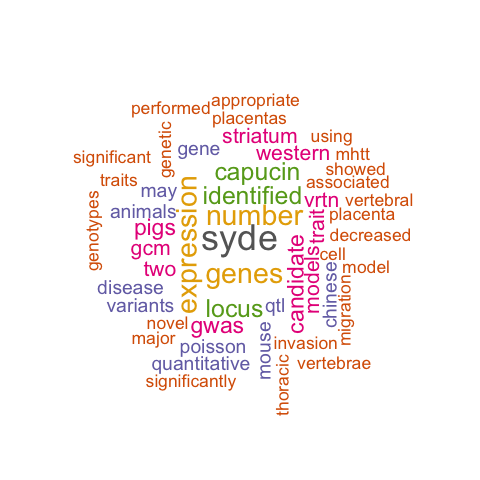 appropriate
performed
placentas
striatum
using
genetic
gene
western
mhtt
significant
capucin
showed
traits
may
identified
associated
expression
vrtn
vertebral
genotypes
animals
number
trait
placenta
pigs
syde
decreased
gcm
candidate
models
cell
two
genes
chinese
model
disease
migration
variants
locus
qtl
novel
gwas
mouse
major
poisson
invasion
quantitative
thoracic
vertebrae
significantly